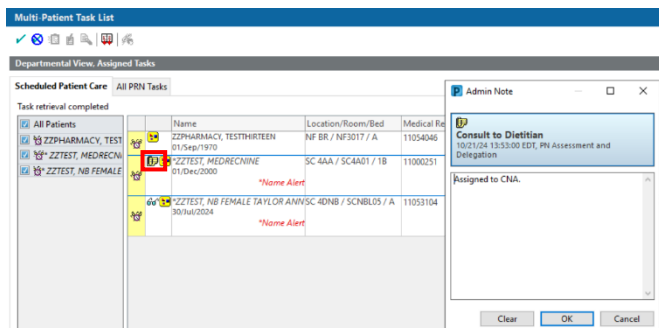 Multi-Patient Task List
Departmental View, Assigned Tasks
Scheduled Patient Care All PRN Tasks
Task retrieval completed
All Patients
ZZPHARMACY, TEST
* ZZTEST, MEDRECNI
* ZZTEST, NB FEMALE
Name Location/Room/Bed Medical Re
ZZPHARMACY, TESTTHIRTEEN NF BR / NF3017 / A 11054046
01/Sep/1970
*ZZTEST, MEDRECNINE SC 4AA / SC4A01 / 1B 11000251
01/Dec/2000
*Name Alert
*ZZTEST, NB FEMALE TAYLOR ANN SC 4DNB / SCNBL05 / A 11053104
30/Jul/2024
*Name Alert
Admin Note
Consult to Dietitian
10/21/24 13:53:00 EDT, PN Assessment and
Delegation
Assigned to CNA.
Clear OK Cancel